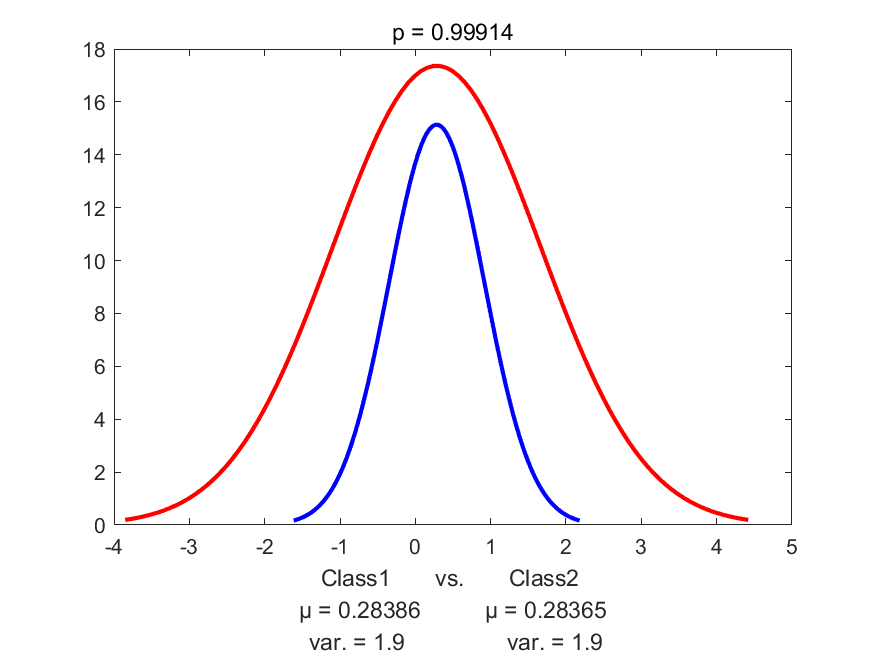 p = 0.99914
18
16
14
12
10
8
6
4
2
0
-4 -3 -2 -1 0 1 2 3 4 5
Class1 vs. Class2
μ = 0.28386 μ = 0.28365
var. = 1.9 var. = 1.9